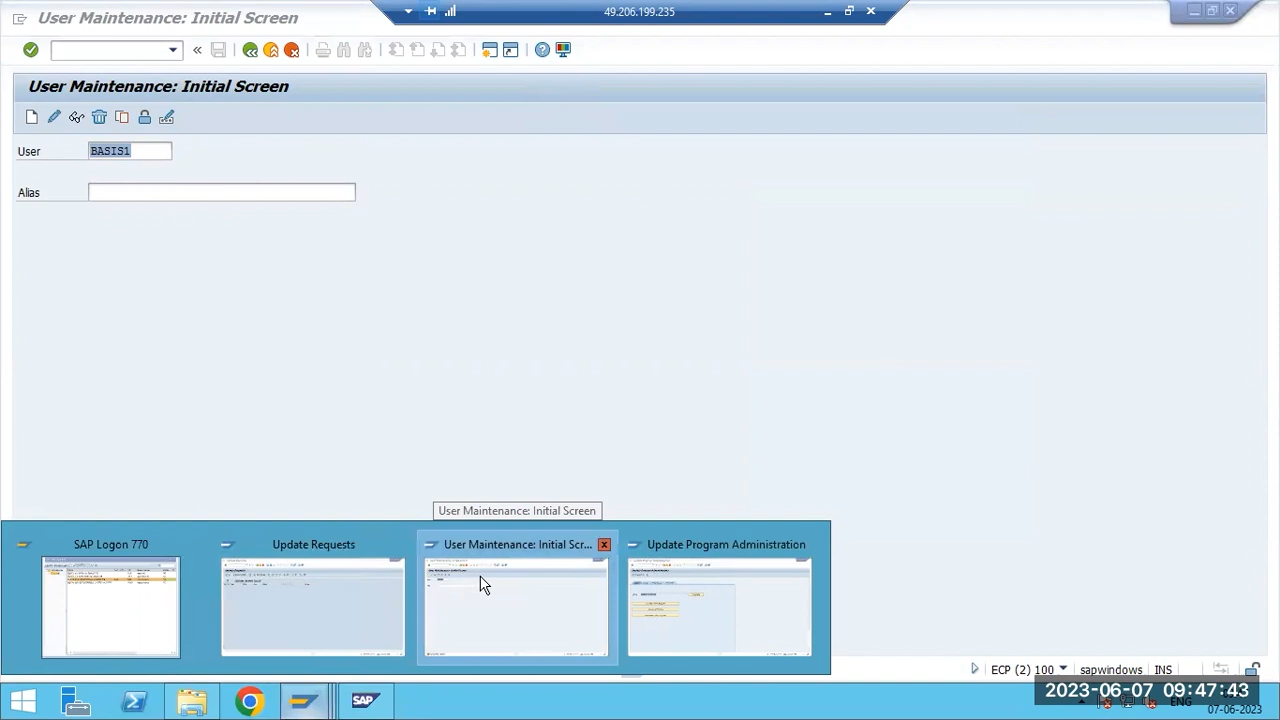 User Maintenance: Initial Screen
49.206.199.235
User Maintenance: Initial Screen
User
BASIS1
Alias
User Maintenance: Initial Screen
SAP Logon 770
Update Requests
User Maintenance: Initial Scr...
Update Program Administration
ECP (2) 100
sapwindows
INS
SAP
ENG
2023-06-07 09:47:43
07-06-2023